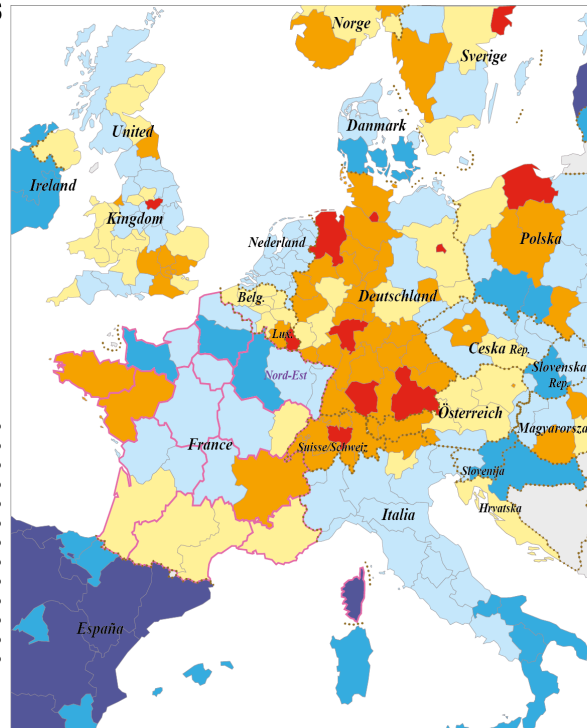 Norge
Sverige
United
Danmark
Ireland
Kingdom
Polska
Nederland
Belg.
Deutschland
Lus.
Ceska Rep.
Slovenska
Rep.
Nord-Est
Österreich
Magyarorsza
France
Suisse/Schweiz
Slovenija
Hrvatska
Italia
España